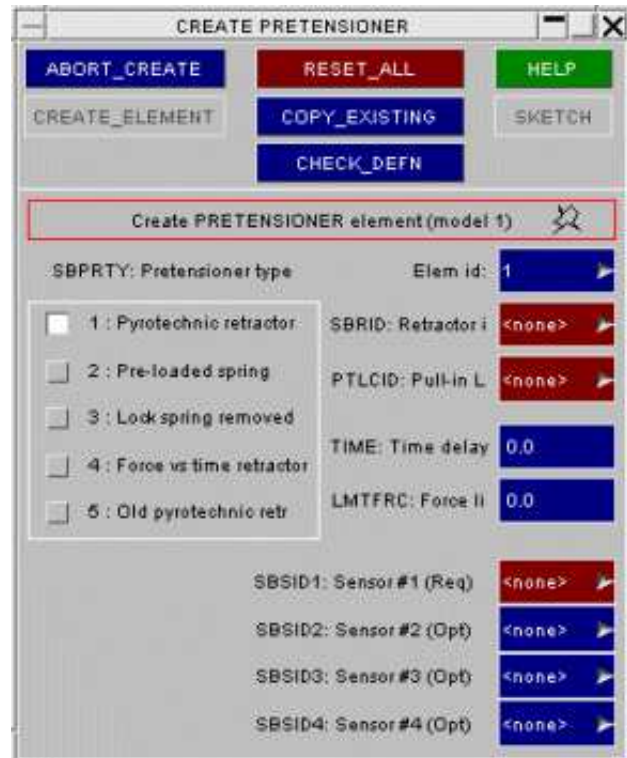 CREATE PRETENSIONER
ABORT_CREATE RESET_ALL HELP
CREATE_ELEMENT COPY_EXISTING SKETCH
CHECK_DEFN
Create PRETENSIONER element (model 1)
SBPRTY: Pretensioner type Elem id: 1
1 : Pyrotechnic retractor SBRID: Retractor i <none>
2 : Pre-loaded spring PTLCID: Pull-in L <none>
3 : Lock spring removed
TIME: Time delay 0.0
4 : Force vs time retractor
LMTFRC: Force li 0.0
5 : Old pyrotechnic retr
SBSID1: Sensor #1 (Req) <none>
SBSID2: Sensor #2 (Opt) <none>
SBSID3: Sensor #3 (Opt) <none>
SBSID4: Sensor #4 (Opt) <none>